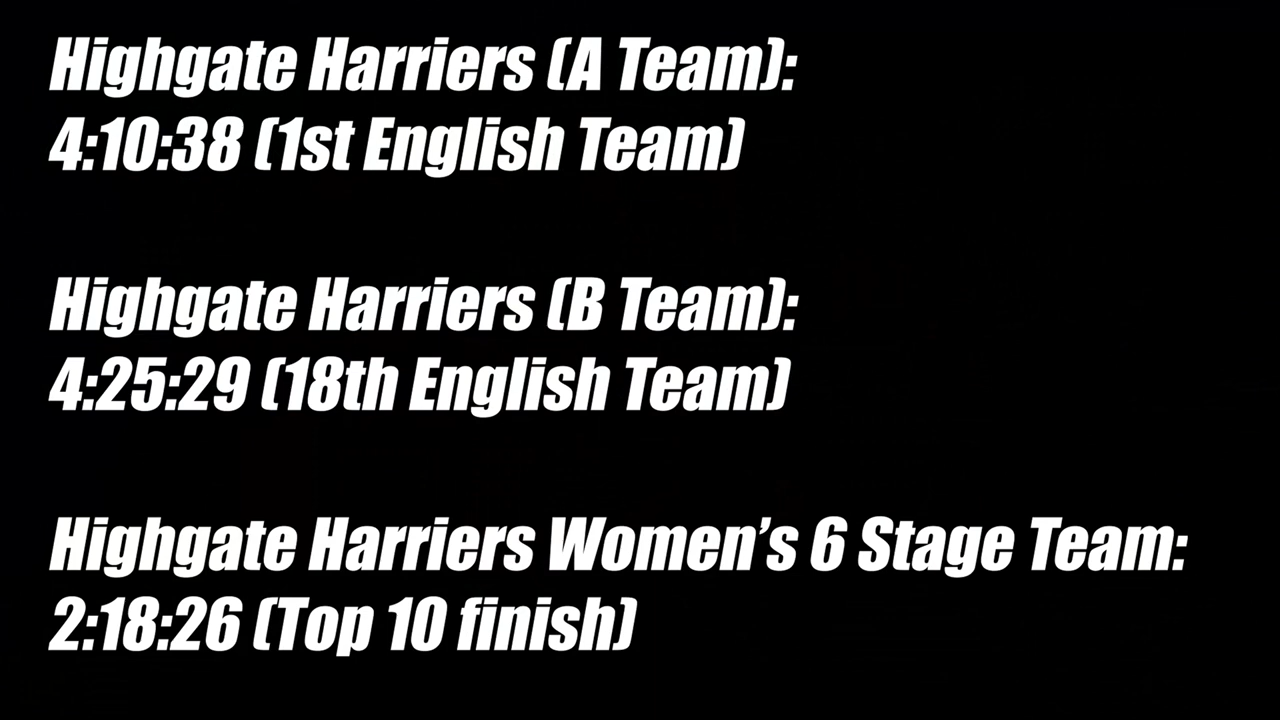 Highgate Harriers (A Team):
4:10:38 (1st English Team)
Highgate Harriers (B Team):
4:25:29 (18th English Team)
Highgate Harriers Women’s 6 Stage Team:
2:18:26 (Top 10 finish)